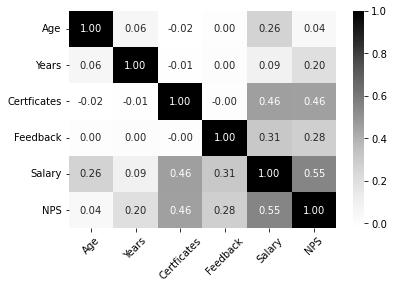 Age 1.00 0.06 -0.02 0.00 0.26 0.04
Years 0.06 1.00 -0.01 0.00 0.09 0.20
Certficates -0.02 -0.01 1.00 -0.00 0.46 0.46
Feedback 0.00 0.00 -0.00 1.00 0.31 0.28
Salary 0.26 0.09 0.46 0.31 1.00 0.55
NPS 0.04 0.20 0.46 0.28 0.55 1.00
Age Years Certficates Feedback Salary NPS
1.0
0.8
0.6
0.4
0.2
0.0